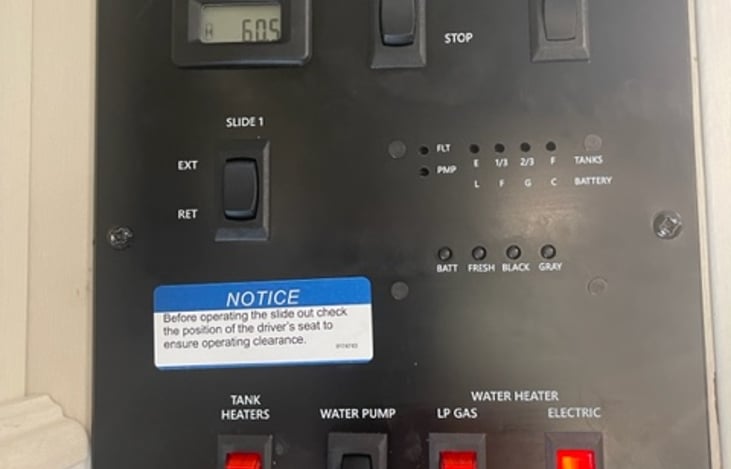 60.5
STOP
SLIDE 1
EXT
RET
FLT
PMP
E 1/3 2/3 F TANKS
L F G C BATTERY
BATT FRESH BLACK GRAY
NOTICE
Before operating the slide out check
the position of the driver's seat to
ensure operating clearance.
TANK
HEATERS
WATER PUMP
WATER HEATER
LP GAS ELECTRIC